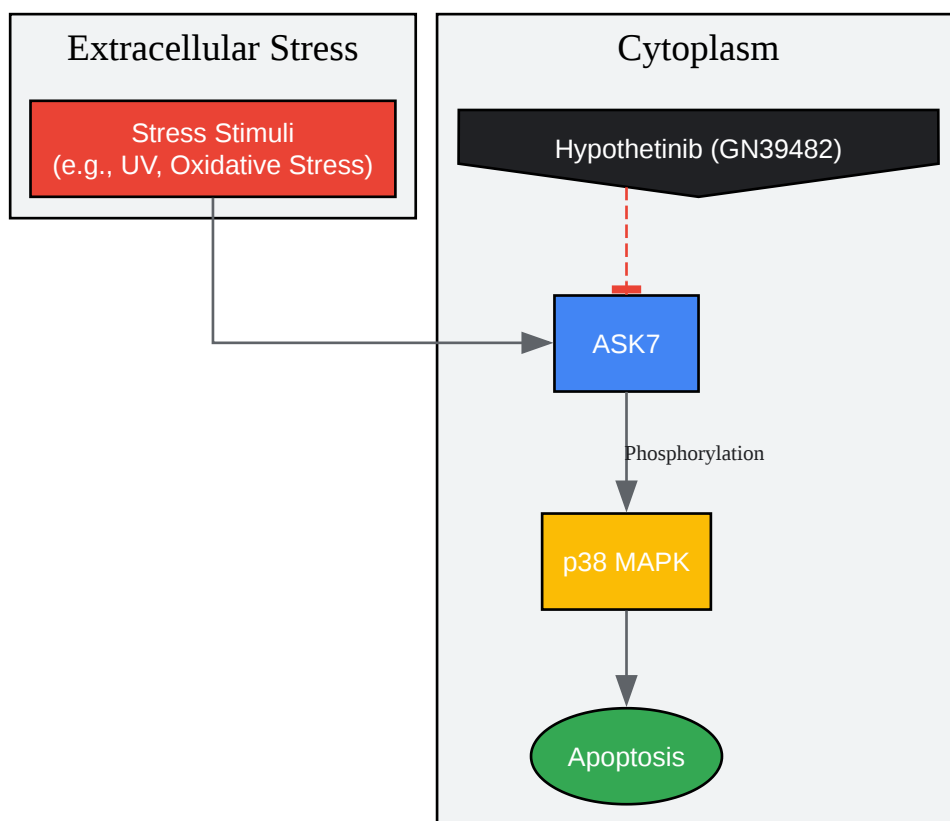 Extracellular Stress
Stress Stimuli
(e.g., UV, Oxidative Stress)
Cytoplasm
Hypothetinib (GN39482)
ASK7
Phosphorylation
p38 MAPK
Apoptosis